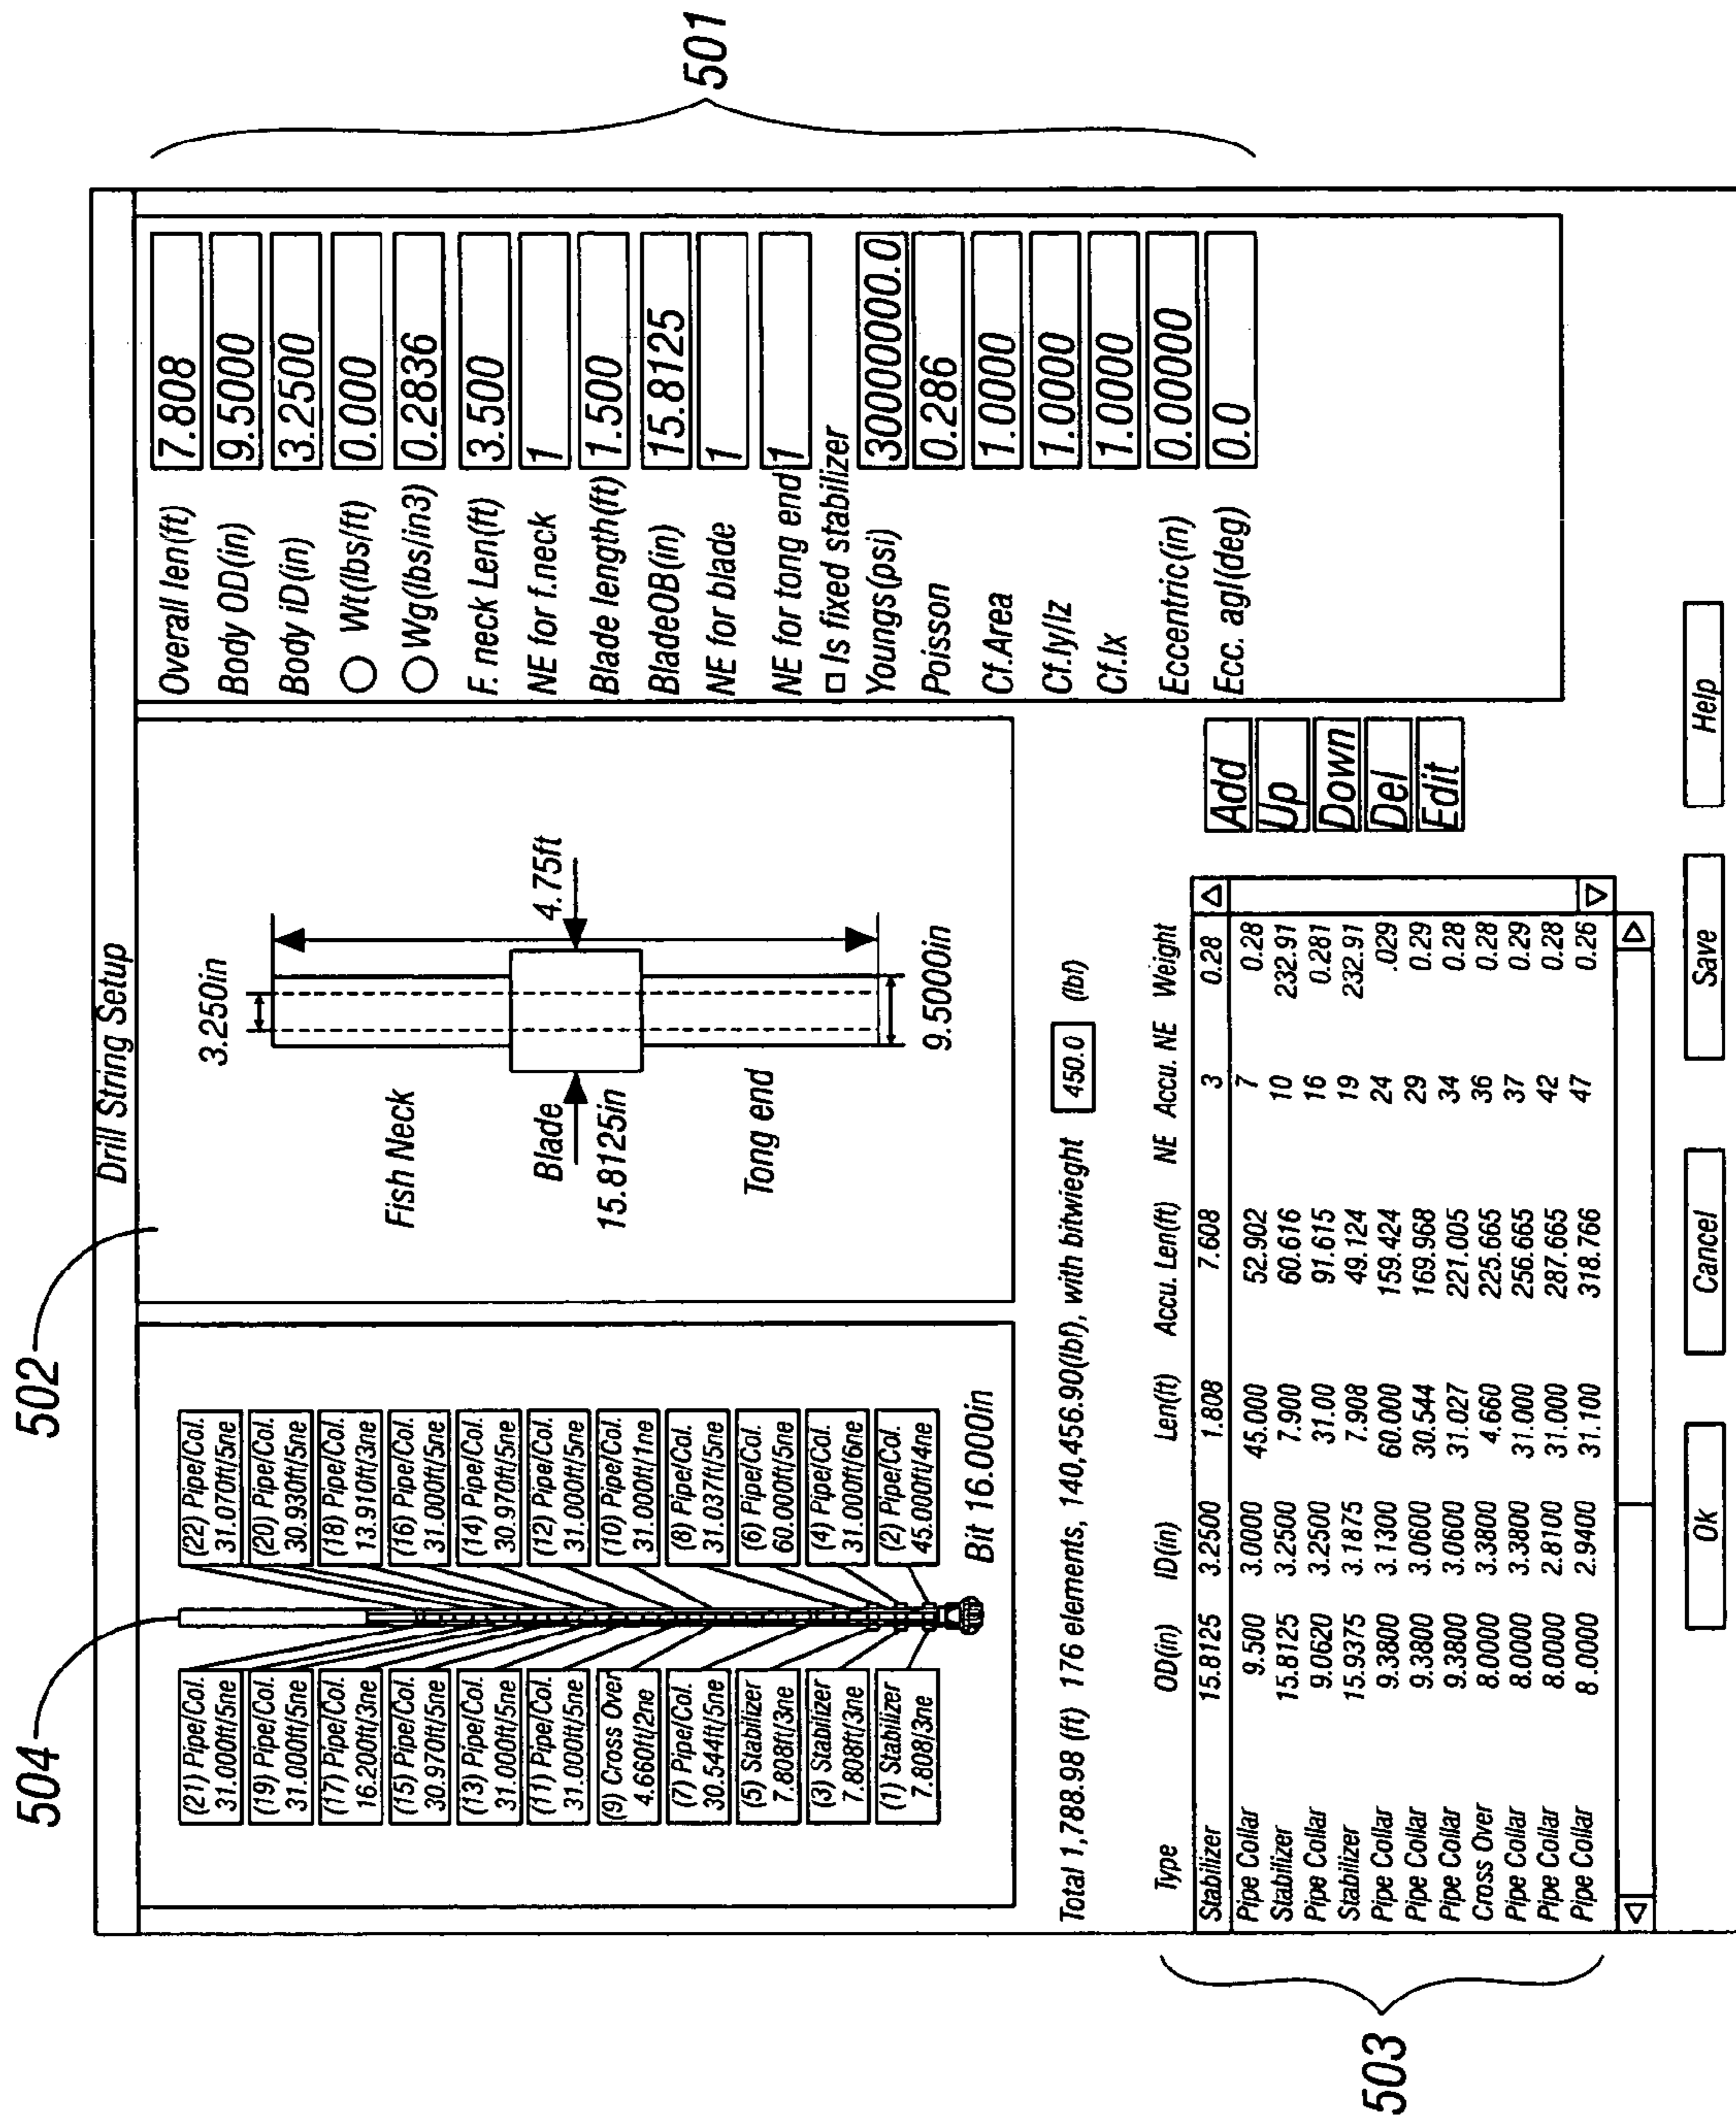 504
502
501
503
Drill String Setup
(21) Pipe/Col.
31.000ft/5ne
(19) Pipe/Col.
31.000ft/5ne
(17) Pipe/Col.
16.200ft/3ne
(15) Pipe/Col.
30.970ft/5ne
(13) Pipe/Col.
31.000ft/5ne
(11) Pipe/Col.
31.000ft/5ne
(9) Cross Over
4.660ft/2ne
(7) Pipe/Col.
30.544ft/5ne
(5) Stabilizer
7.808ft/3ne
(3) Stabilizer
7.808ft/3ne
(1) Stabilizer
7.808/3ne
(22) Pipe/Col.
31.070ft/5ne
(20) Pipe/Col.
30.930ft/5ne
(18) Pipe/Col.
13.910ft/3ne
(16) Pipe/Col.
31.000ft/5ne
(14) Pipe/Col.
30.970ft/5ne
(12) Pipe/Col.
31.000ft/5ne
(10) Pipe/Col.
31.000ft/1ne
(8) Pipe/Col.
31.037ft/5ne
(6) Pipe/Col.
60.000ft/5ne
(4) Pipe/Col.
31.000ft/6ne
(2) Pipe/Col.
45.000ft/4ne
Bit 16.000in
3.250in
Fish Neck
Blade
15.8125in
4.75ft
Tong end
9.5000in
Overall len(ft) 7.808
Body OD(in) 9.5000
Body iD(in) 3.2500
Wt(lbs/ft) 0.000
Wg(lbs/in3) 0.2836
F. neck Len(ft) 3.500
NE for f.neck 1
Blade length(ft) 1.500
BladeOB(in) 15.8125
NE for blade 1
NE for tong end 1
Is fixed stabilizer
Youngs(psi) 30000000.0
Poisson 0.286
Cf.Area 1.0000
Cf.ly/lz 1.0000
Cf.lx 1.0000
Eccentric(in) 0.00000
Ecc. agl(deg) 0.0
Total 1,788.98 (ft) 176 elements, 140,456.90(lbf), with bitwieght 450.0 (lbf)
Type OD(in) ID(in) Len(ft) Accu. Len(ft) NE Accu. NE Weight
Stabilizer 15.8125 3.2500 1.808 7.608 3 0.28
Pipe Collar 9.500 3.0000 45.000 52.902 7 0.28
Stabilizer 15.8125 3.2500 7.900 60.616 10 232.91
Pipe Collar 9.0620 3.2500 31.00 91.615 16 0.281
Stabilizer 15.9375 3.1875 7.908 49.124 19 232.91
Pipe Collar 9.3800 3.1300 60.000 159.424 24 .029
Pipe Collar 9.3800 3.0600 30.544 169.968 29 0.29
Pipe Collar 9.3800 3.0600 31.027 221.005 34 0.28
Cross Over 8.0000 3.3800 4.660 225.665 36 0.28
Pipe Collar 8.0000 3.3800 31.000 256.665 37 0.29
Pipe Collar 8.0000 2.8100 31.000 287.665 42 0.28
Pipe Collar 8.0000 2.9400 31.100 318.766 47 0.26
Add
Up
Down
Del
Edit
Ok
Cancel
Save
Help